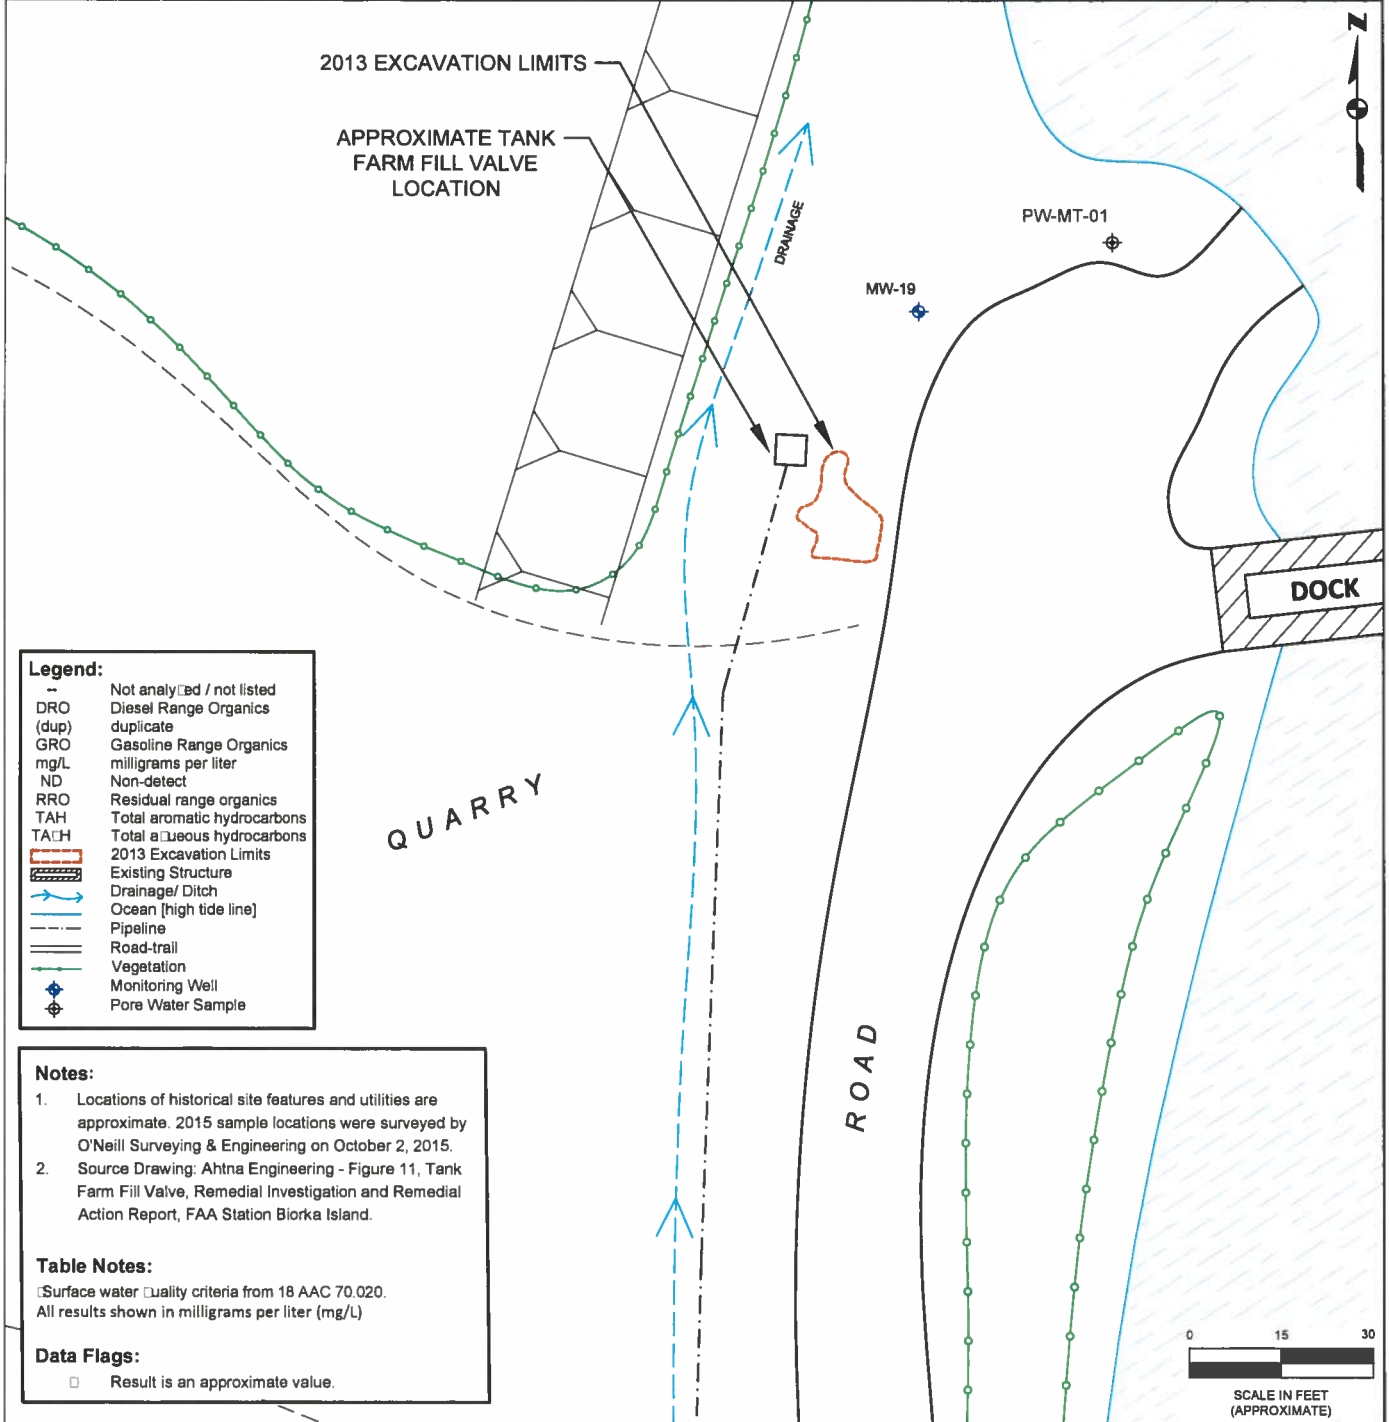 2013 EXCAVATION LIMITS
APPROXIMATE TANK
FARM FILL VALVE
LOCATION
N
DRAINAGE
PW-MT-01
MW-19
DOCK
QUARRY
ROAD
Legend:
-- Not analy□ed / not listed
DRO Diesel Range Organics
(dup) duplicate
GRO Gasoline Range Organics
mg/L milligrams per liter
ND Non-detect
RRO Residual range organics
TAH Total aromatic hydrocarbons
TA□H Total a□ueous hydrocarbons
2013 Excavation Limits
Existing Structure
Drainage/ Ditch
Ocean [high tide line]
Pipeline
Road-trail
Vegetation
Monitoring Well
Pore Water Sample
Notes:
1. Locations of historical site features and utilities are
approximate. 2015 sample locations were surveyed by
O'Neill Surveying & Engineering on October 2, 2015.
2. Source Drawing: Ahtna Engineering - Figure 11, Tank
Farm Fill Valve, Remedial Investigation and Remedial
Action Report, FAA Station Biorka Island.
Table Notes:
□Surface water □uality criteria from 18 AAC 70.020.
All results shown in milligrams per liter (mg/L)
Data Flags:
□ Result is an approximate value.
0 15 30
SCALE IN FEET
(APPROXIMATE)